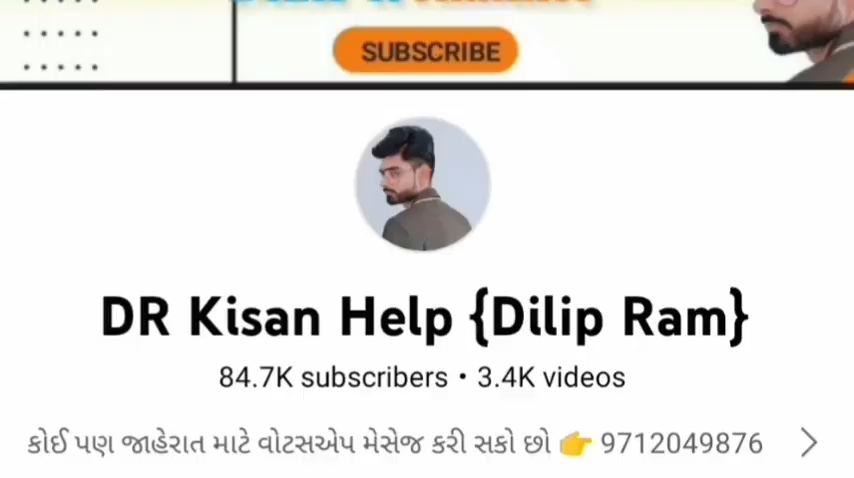 SUBSCRIBE
DR Kisan Help {Dilip Ram}
84.7K subscribers • 3.4K videos
કોઈ પણ જાહેરાત માટે વોટસએપ મેસેજ કરી સકો છો 👉 9712049876